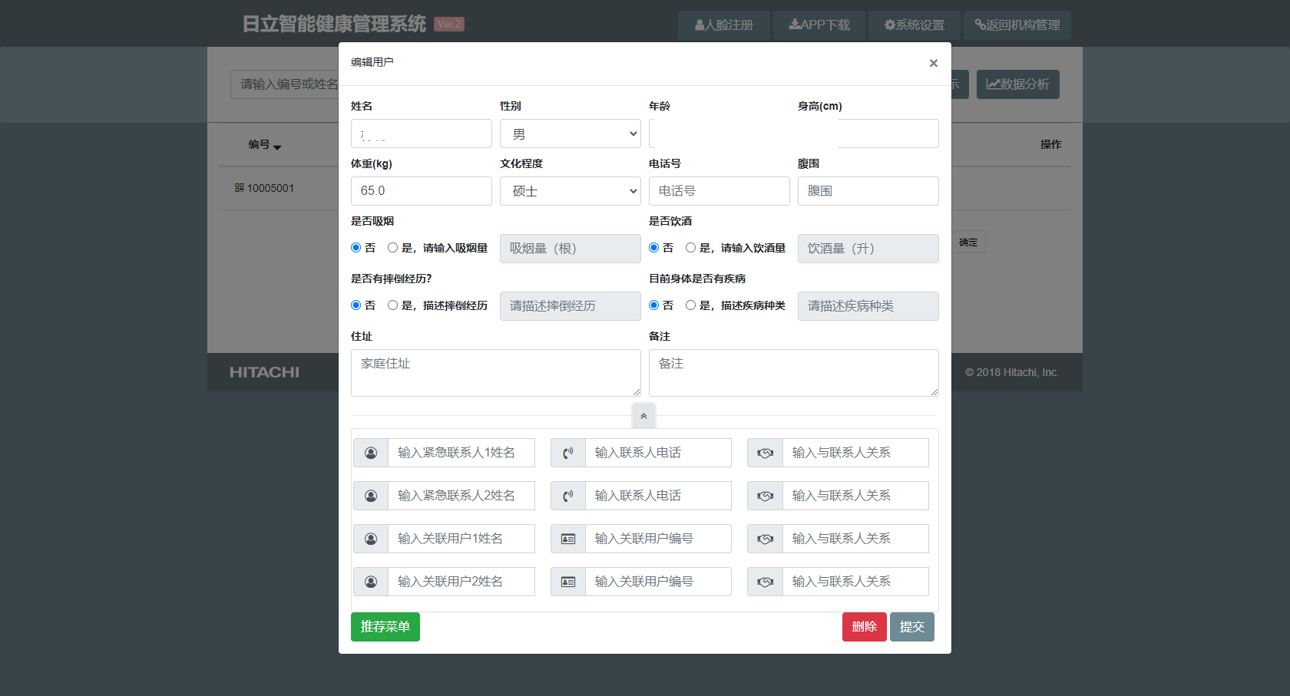 日立智能健康管理系统 Ver.2
人脸注册 APP下载 系统设置 返回机构管理
编辑用户 ×
请输入编号或姓名
示 数据分析
姓名 性别 年龄 身高(cm)
男
编号 操作
体重(kg) 文化程度 电话号 腹围
10005001
65.0 硕士 电话号 腹围
是否吸烟 是否饮酒
否 是，请输入吸烟量 吸烟量（根） 否 是，请输入饮酒量 饮酒量（升）
确定
是否有摔倒经历? 目前身体是否有疾病
否 是，描述摔倒经历 请描述摔倒经历 否 是，描述疾病种类 请描述疾病种类
住址 备注
家庭住址 备注
HITACHI © 2018 Hitachi, Inc.
输入紧急联系人1姓名 输入联系人电话 输入与联系人关系
输入紧急联系人2姓名 输入联系人电话 输入与联系人关系
输入关联用户1姓名 输入关联用户编号 输入与联系人关系
输入关联用户2姓名 输入关联用户编号 输入与联系人关系
推荐菜单 删除 提交